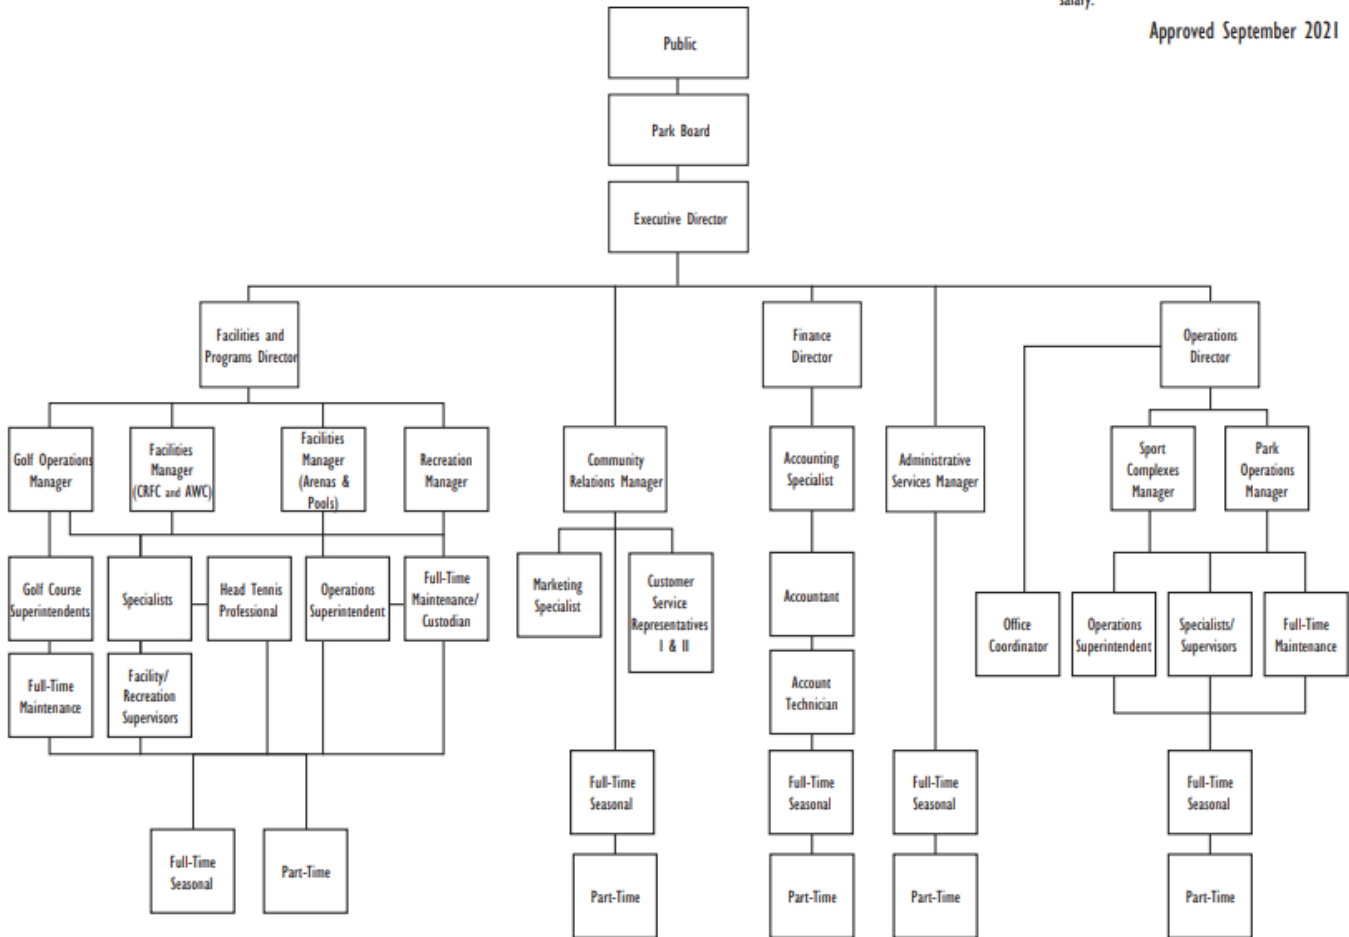 salary.
Approved September 2021
Public
Park Board
Executive Director
Facilities and
Programs Director
Finance
Director
Operations
Director
Golf Operations
Manager
Facilities
Manager
(CRFC and AWC)
Facilities
Manager
(Arenas &
Pools)
Recreation
Manager
Community
Relations Manager
Accounting
Specialist
Administrative
Services Manager
Sport
Complexes
Manager
Park
Operations
Manager
Golf Course
Superintendents
Specialists
Head Tennis
Professional
Operations
Superintendent
Full-Time
Maintenance/
Custodian
Marketing
Specialist
Customer
Service
Representatives
I & II
Accountant
Office
Coordinator
Operations
Superintendent
Specialists/
Supervisors
Full-Time
Maintenance
Full-Time
Maintenance
Facility/
Recreation
Supervisors
Account
Technician
Full-Time
Seasonal
Full-Time
Seasonal
Full-Time
Seasonal
Full-Time
Seasonal
Full-Time
Seasonal
Part-Time
Part-Time
Part-Time
Part-Time
Part-Time